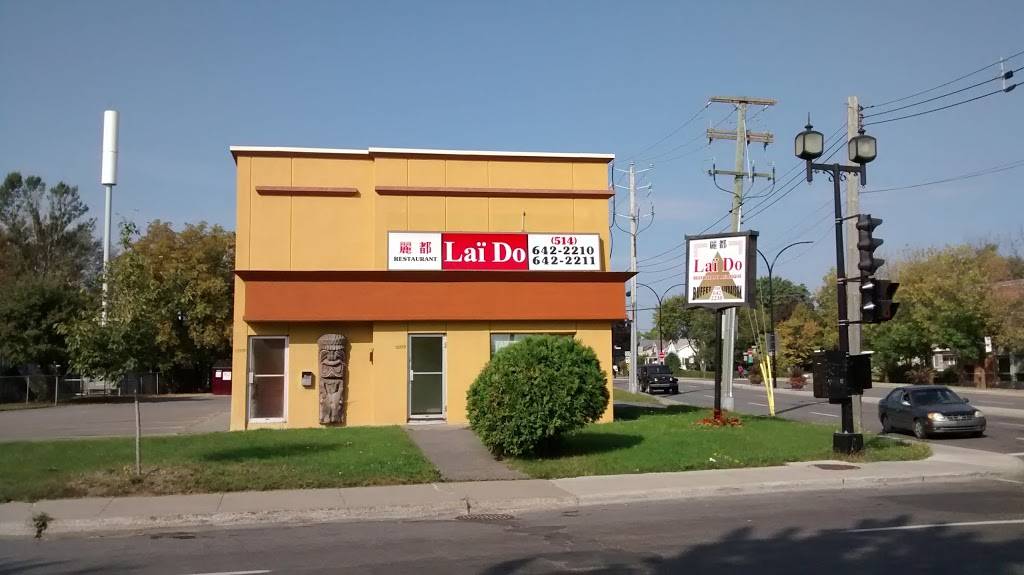 麗都
RESTAURANT
Laï Do
(514)
642-2210
642-2211
麗都
Laï Do